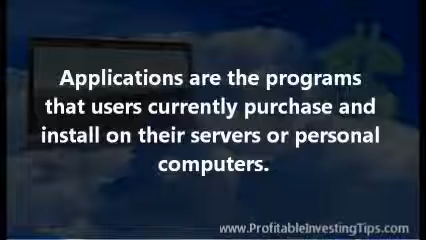 Applications are the programs
that users currently purchase and
install on their servers or personal
computers.
www.ProfitableInvestingTips.com